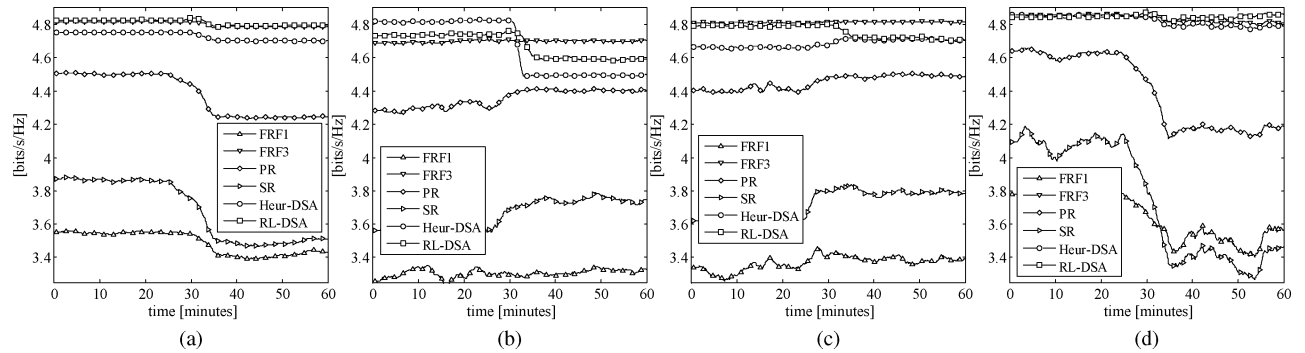 4.8
4.6
4.4
4.2
4
3.8
3.6
3.4
[bits/s/Hz]
FRF1
FRF3
PR
SR
Heur-DSA
RL-DSA
0 10 20 30 40 50 60
time [minutes]
(a)
4.8
4.6
4.4
4.2
4
3.8
3.6
3.4
[bits/s/Hz]
FRF1
FRF3
PR
SR
Heur-DSA
RL-DSA
0 10 20 30 40 50 60
time [minutes]
(b)
4.8
4.6
4.4
4.2
4
3.8
3.6
3.4
[bits/s/Hz]
FRF1
FRF3
PR
SR
Heur-DSA
RL-DSA
0 10 20 30 40 50 60
time [minutes]
(c)
4.8
4.6
4.4
4.2
4
3.8
3.6
3.4
[bits/s/Hz]
FRF1
FRF3
PR
SR
Heur-DSA
RL-DSA
0 10 20 30 40 50 60
time [minutes]
(d)